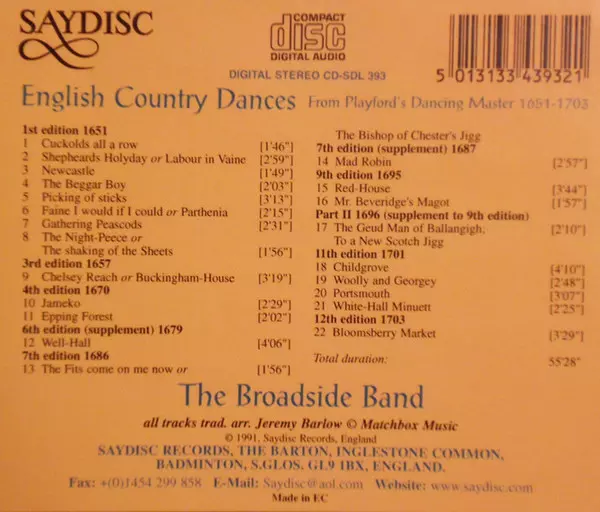 SAYDISC
COMPACT
disc
DIGITAL AUDIO
DIGITAL STEREO CD-SDL 393
5 013133 439321
English Country Dances From Playford's Dancing Master 1651-1703
1st edition 1651
1 Cuckolds all a row [1'46"]
2 Shepheards Holyday or Labour in Vaine [2'59"]
3 Newcastle [1'49"]
4 The Beggar Boy [2'03"]
5 Picking of sticks [3'13"]
6 Faine I would if I could or Parthenia [2'15"]
7 Gathering Peascods [2'31"]
8 The Night-Peece or
The shaking of the Sheets [1'56"]
3rd edition 1657
9 Chelsey Reach or Buckingham-House [3'19"]
4th edition 1670
10 Jameko [2'29"]
11 Epping Forest [2'02"]
6th edition (supplement) 1679
12 Well-Hall [4'06"]
7th edition 1686
13 The Fits come on me now or [1'56"]
The Bishop of Chester's Jigg
7th edition (supplement) 1687
14 Mad Robin [2'57"]
9th edition 1695
15 Red-House [3'44"]
16 Mr. Beveridge's Magot [1'57"]
Part II 1696 (supplement to 9th edition)
17 The Geud Man of Ballangigh; [2'10"]
To a New Scotch Jigg
11th edition 1701
18 Childgrove [4'10"]
19 Woolly and Georgey [2'48"]
20 Portsmouth [3'07"]
21 White-Hall Minuett [2'25"]
12th edition 1703
22 Bloomsberry Market [3'29"]
Total duration: 55'28"
The Broadside Band
all tracks trad. arr. Jeremy Barlow © Matchbox Music
© 1991, Saydisc Records, England
SAYDISC RECORDS, THE BARTON, INGLESTONE COMMON,
BADMINTON, S.GLOS. GL9 1BX, ENGLAND.
Fax: +(0)1454 299 858 E-Mail: Saydisc@aol.com Website: www.saydisc.com
Made in EC